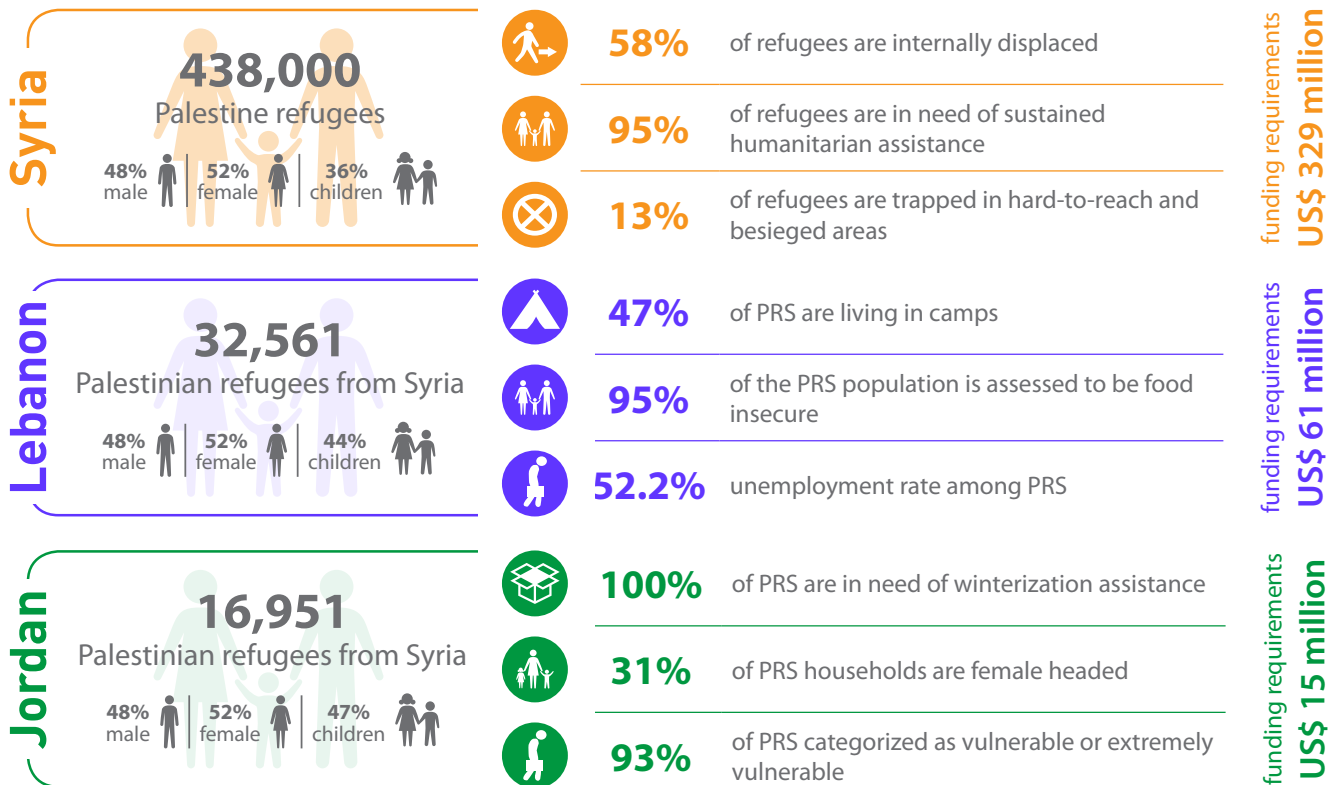 Syria
438,000
Palestine refugees
48%
male
52%
female
36%
children
58%
of refugees are internally displaced
95%
of refugees are in need of sustained
humanitarian assistance
13%
of refugees are trapped in hard-to-reach and
besieged areas
funding requirements
US$ 329 million
Lebanon
32,561
Palestinian refugees from Syria
48%
male
52%
female
44%
children
47%
of PRS are living in camps
95%
of the PRS population is assessed to be food
insecure
52.2%
unemployment rate among PRS
funding requirements
US$ 61 million
Jordan
16,951
Palestinian refugees from Syria
48%
male
52%
female
47%
children
100%
of PRS are in need of winterization assistance
31%
of PRS households are female headed
93%
of PRS categorized as vulnerable or extremely
vulnerable
funding requirements
US$ 15 million